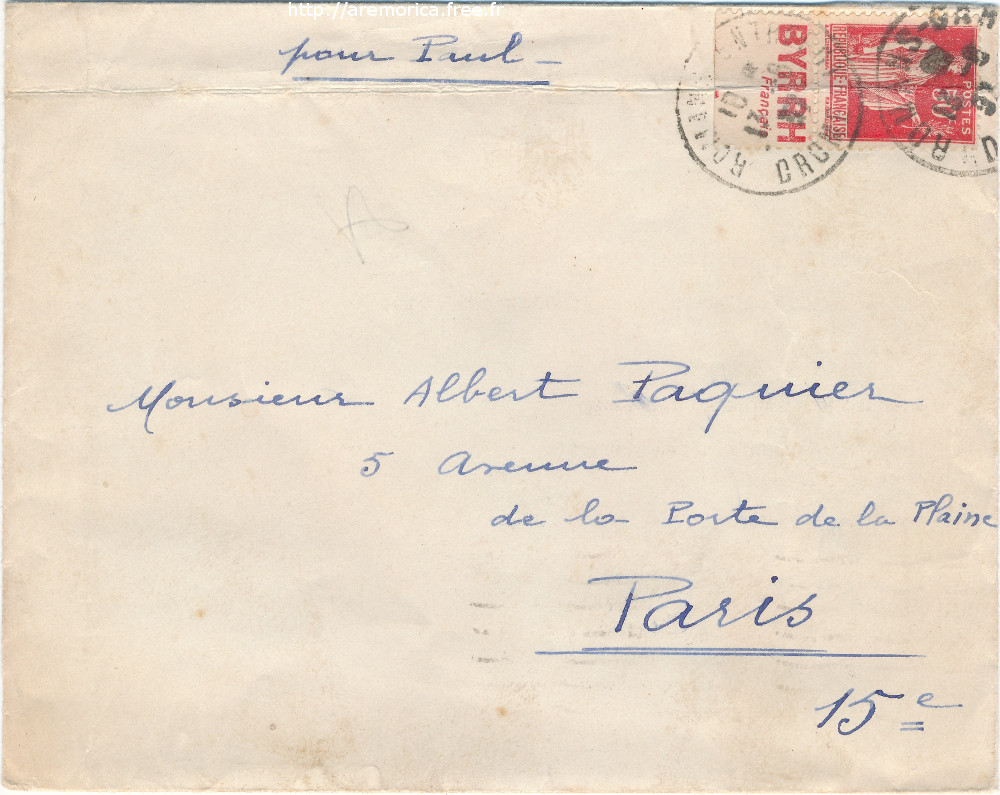 http://aremorica.free.fr
pour Paul
BYRRH
Français
REPUBLIQUE FRANCAISE
POSTES
Monsieur Albert Paquier
5 Avenue
de la Porte de la Plaine
Paris
15e